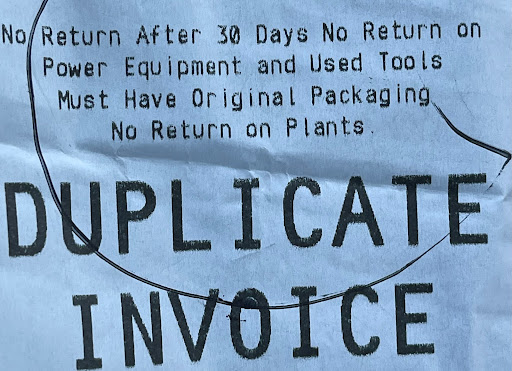 No Return After 30 Days No Return on
Power Equipment and Used Tools
Must Have Original Packaging
No Return on Plants.
DUPLICATE
INVOICE